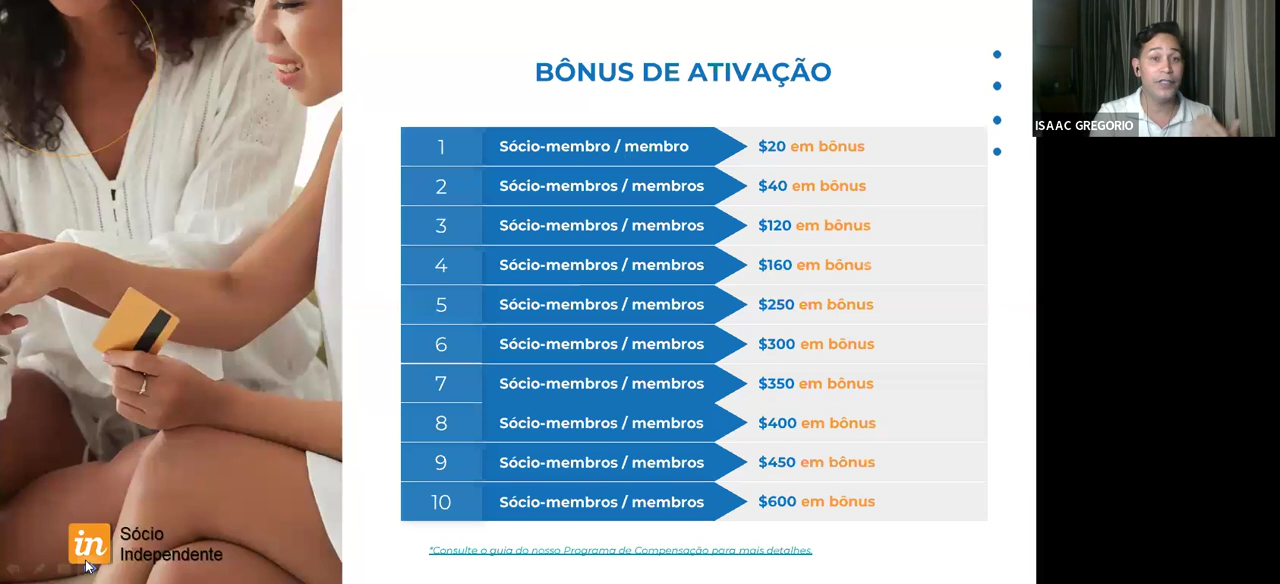 BÔNUS DE ATIVAÇÃO
1 Sócio-membro / membro $20 em bônus
2 Sócio-membros / membros $40 em bônus
3 Sócio-membros / membros $120 em bônus
4 Sócio-membros / membros $160 em bônus
5 Sócio-membros / membros $250 em bônus
6 Sócio-membros / membros $300 em bônus
7 Sócio-membros / membros $350 em bônus
8 Sócio-membros / membros $400 em bônus
9 Sócio-membros / membros $450 em bônus
10 Sócio-membros / membros $600 em bônus
*Consulte o guia do nosso Programa de Compensação para mais detalhes.
in
Sócio
Independente
ISAAC GREGORIO